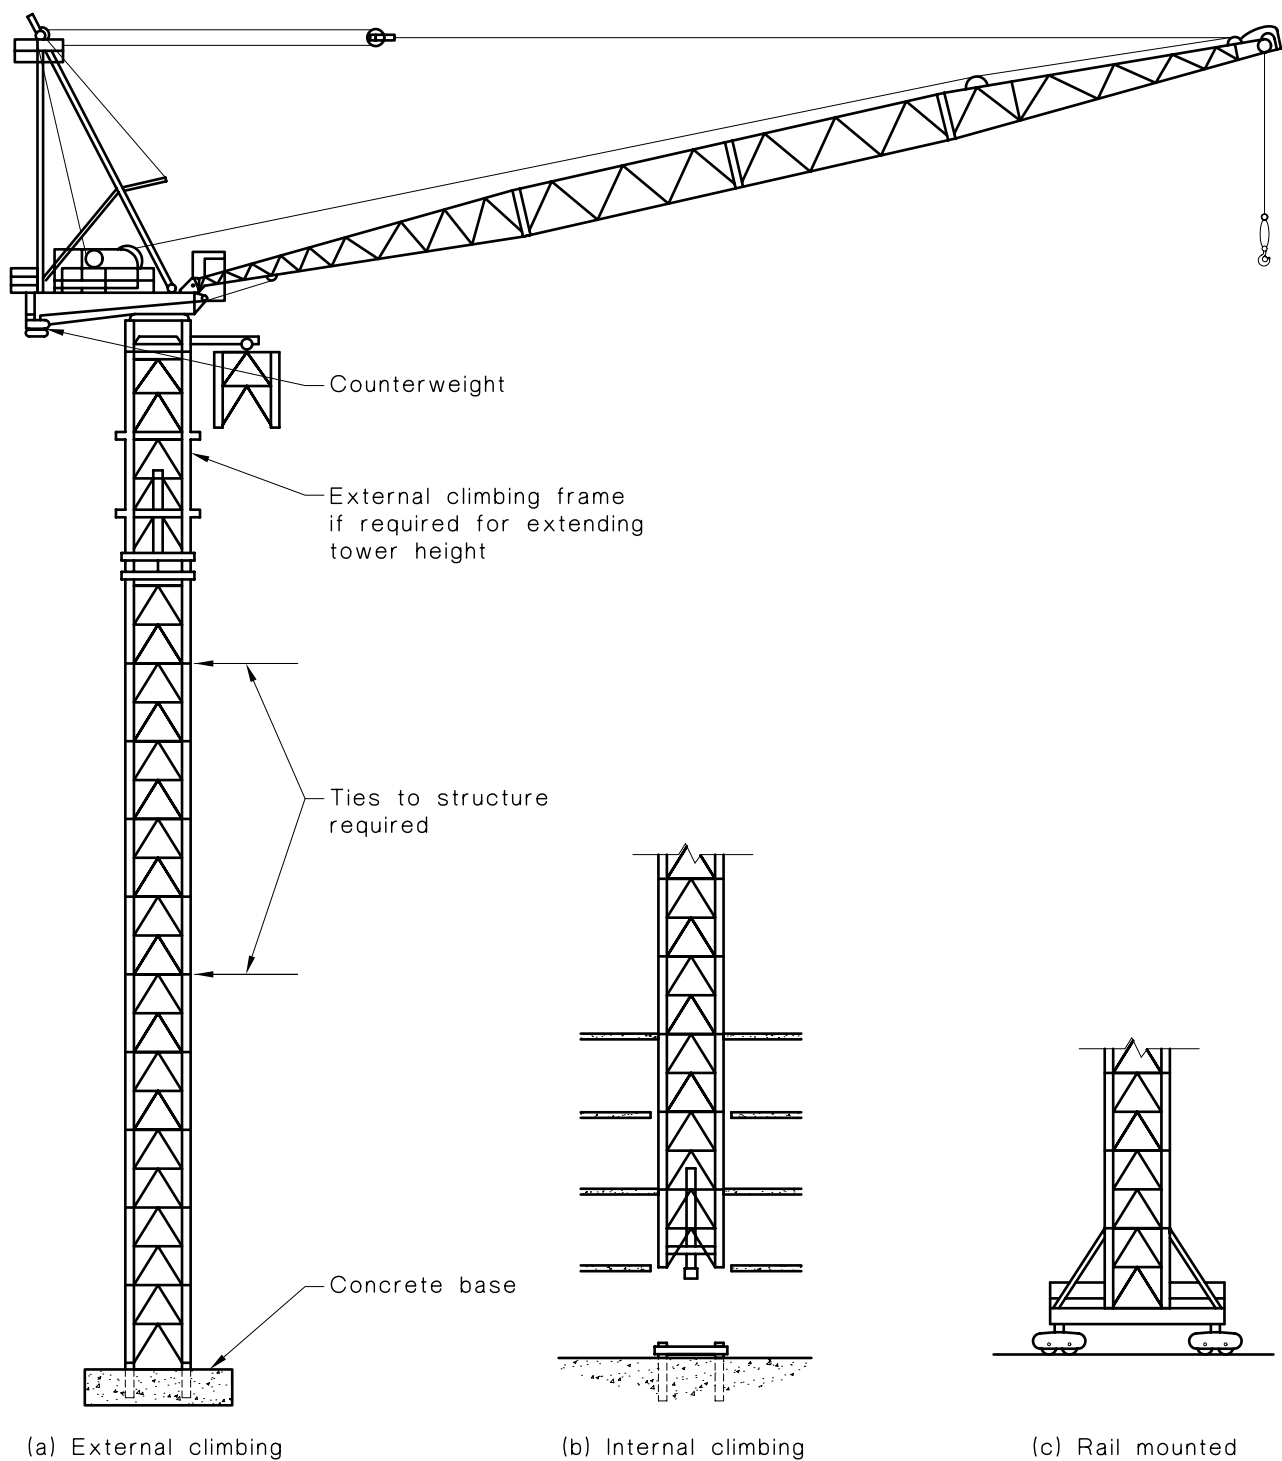 Counterweight
External climbing frame
if required for extending
tower height
Ties to structure
required
Concrete base
(a) External climbing
(b) Internal climbing
(c) Rail mounted